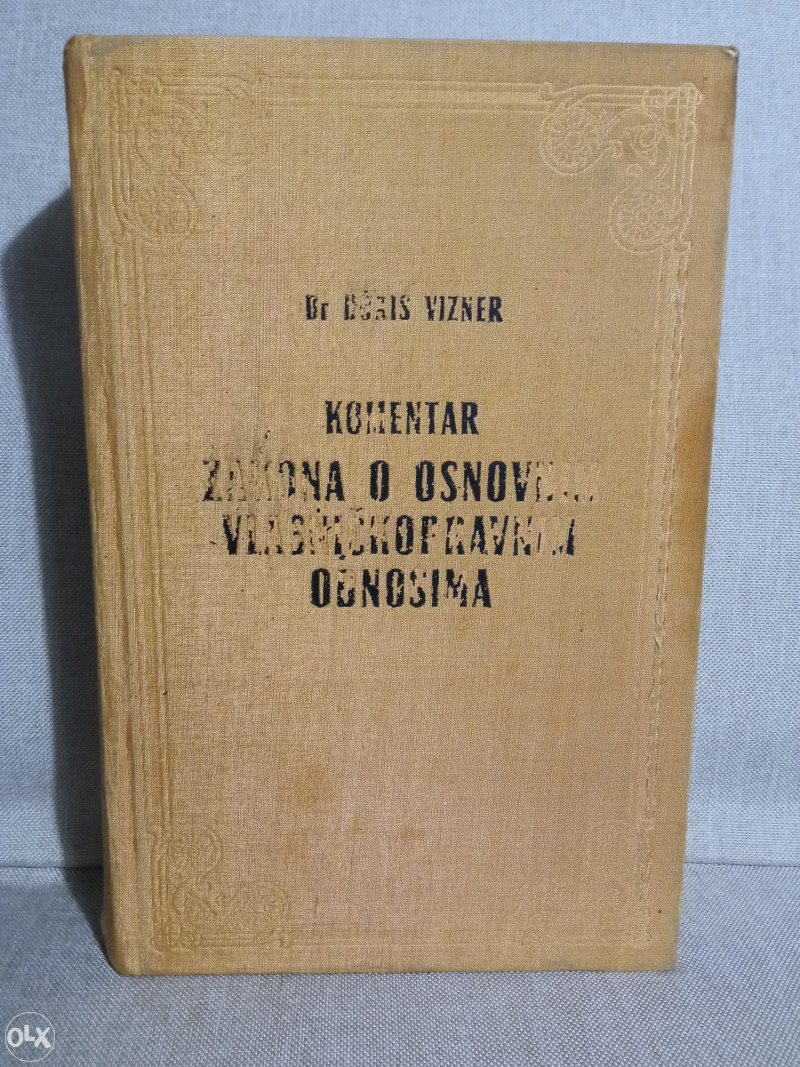 Dr BORIS VIZNER
KOMENTAR
ZAKONA O OSNOVNIM
VLASNIČKOPRAVNIM
ODNOSIMA
OLX